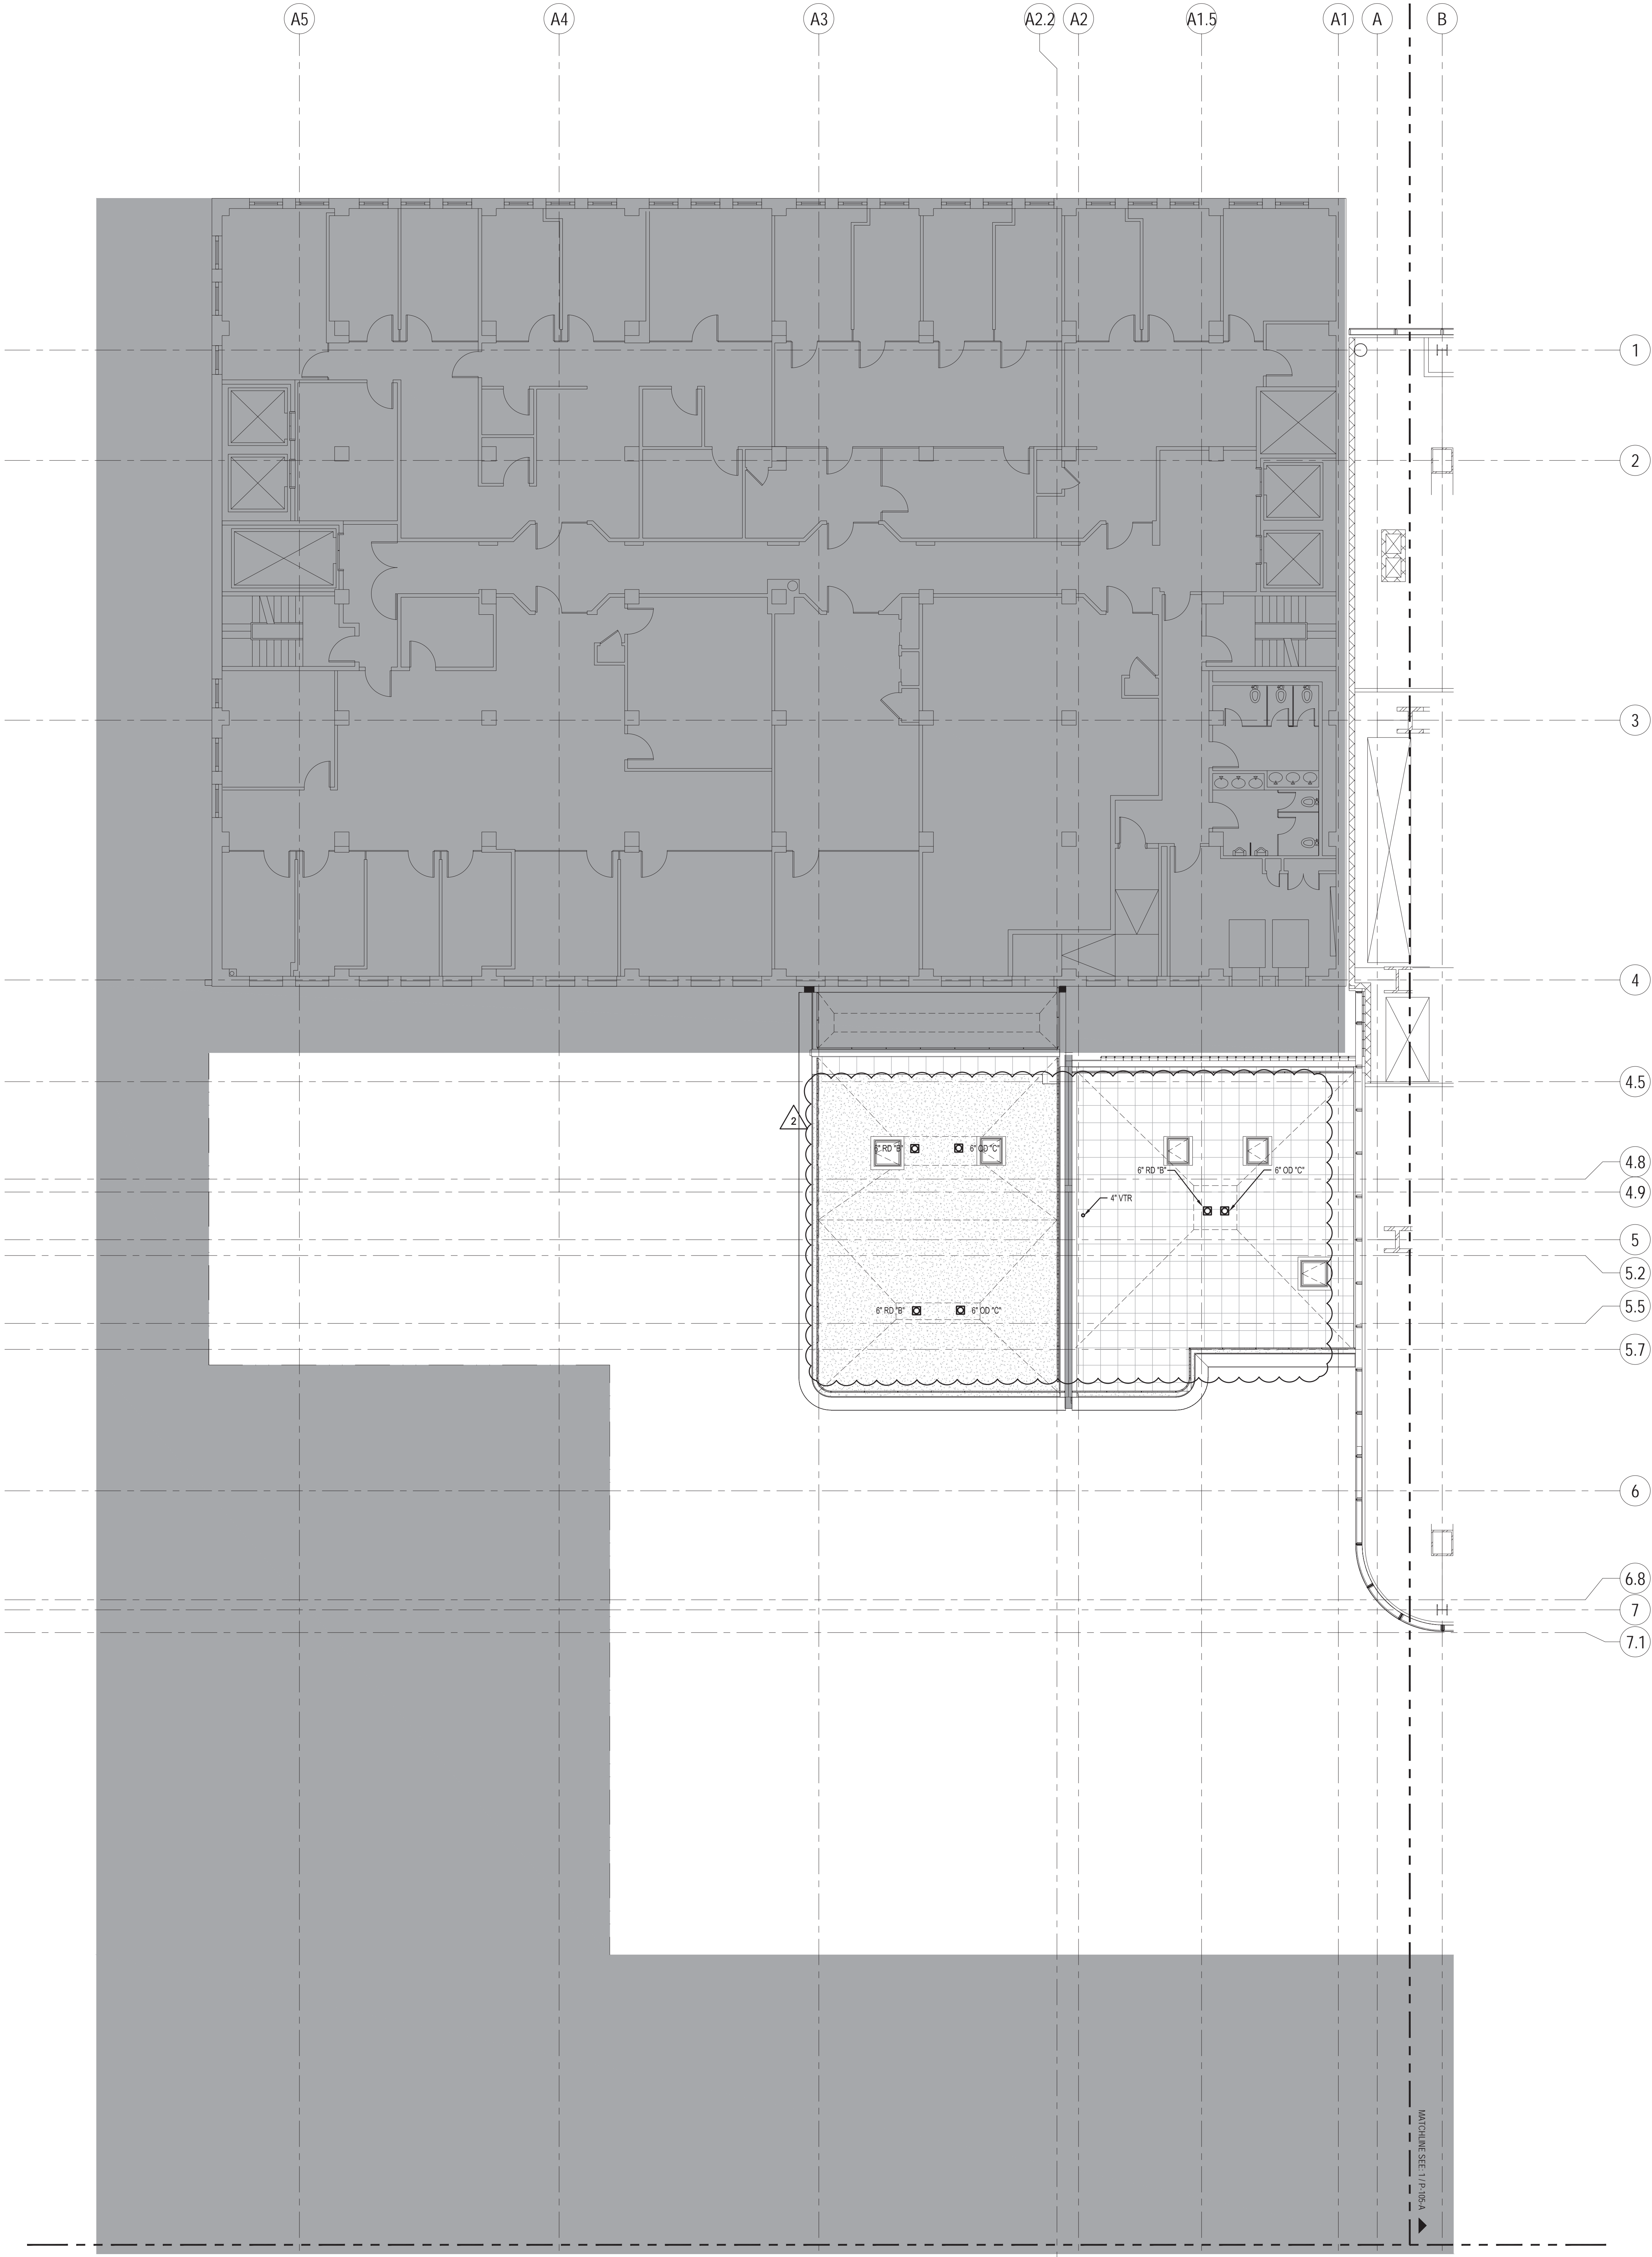 A5
A4
A3
A2.2
A2
A1.5
A1
A
B
1
2
3
4
4.5
2
6" RD "B"
6" OD "C"
6" RD "B"
6" OD "C"
4" VTR
4.8
4.9
5
5.2
6" RD "B"
6" OD "C"
5.5
5.7
6
6.8
7
7.1
MATCHLINE SEE: 1 / P-105-A